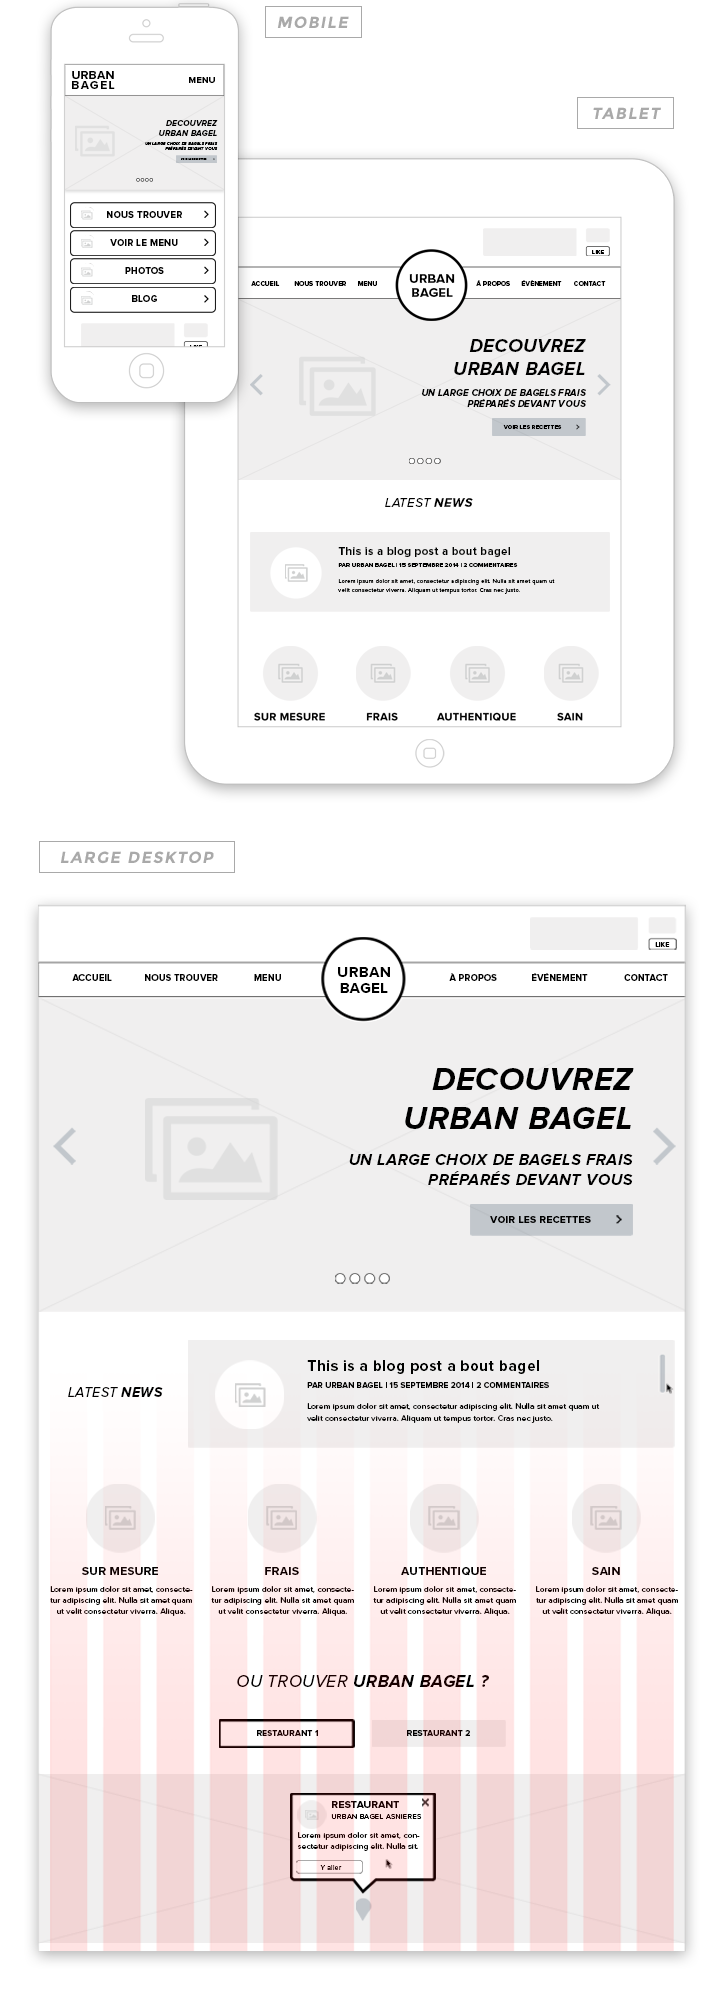 MOBILE
URBAN
BAGEL
MENU
DECOUVREZ
URBAN BAGEL
UN LARGE CHOIX DE BAGELS FRAIS
PRÉPARÉS DEVANT VOUS
NOUS TROUVER
VOIR LE MENU
PHOTOS
BLOG
TABLET
LIKE
ACCUEIL NOUS TROUVER MENU
URBAN
BAGEL
À PROPOS ÉVÉNEMENT CONTACT
DECOUVREZ
URBAN BAGEL
UN LARGE CHOIX DE BAGELS FRAIS
PRÉPARÉS DEVANT VOUS
VOIR LES RECETTES
LATEST NEWS
This is a blog post a bout bagel
PAR URBAN BAGEL I 15 SEPTEMBRE 2014 I 2 COMMENTAIRES
Lorem ipsum dolor sit amet, consectetur adipiscing elit. Nulla sit amet quam ut
velit consectetur viverra. Aliquam ut tempus tortor. Cras nec justo.
SUR MESURE FRAIS AUTHENTIQUE SAIN
LARGE DESKTOP
LIKE
ACCUEIL NOUS TROUVER MENU
URBAN
BAGEL
À PROPOS ÉVÉNEMENT CONTACT
DECOUVREZ
URBAN BAGEL
UN LARGE CHOIX DE BAGELS FRAIS
PRÉPARÉS DEVANT VOUS
VOIR LES RECETTES
LATEST NEWS
This is a blog post a bout bagel
PAR URBAN BAGEL I 15 SEPTEMBRE 2014 I 2 COMMENTAIRES
Lorem ipsum dolor sit amet, consectetur adipiscing elit. Nulla sit amet quam ut
velit consectetur viverra. Aliquam ut tempus tortor. Cras nec justo.
SUR MESURE
Lorem ipsum dolor sit amet, consecte-
tur adipiscing elit. Nulla sit amet quam
ut velit consectetur viverra. Aliqua.
FRAIS
Lorem ipsum dolor sit amet, consecte-
tur adipiscing elit. Nulla sit amet quam
ut velit consectetur viverra. Aliqua.
AUTHENTIQUE
Lorem ipsum dolor sit amet, consecte-
tur adipiscing elit. Nulla sit amet quam
ut velit consectetur viverra. Aliqua.
SAIN
Lorem ipsum dolor sit amet, consecte-
tur adipiscing elit. Nulla sit amet quam
ut velit consectetur viverra. Aliqua.
OU TROUVER URBAN BAGEL ?
RESTAURANT 1 RESTAURANT 2
RESTAURANT
URBAN BAGEL ASNIERES
Lorem ipsum dolor sit amet, con-
sectetur adipiscing elit. Nulla sit.
Y aller